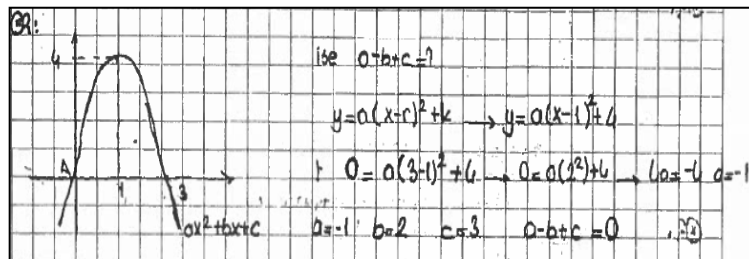 ÖR:
4
A
1
3
ax²+bx+c
ise a-b+c=?
y=a(x-r)²+k → y=a(x-1)²+4
0=a(3-1)²+4 → 0=a(2²)+4 → 4a=-4 a=-1
a=-1 b=2 c=3 a-b+c=0